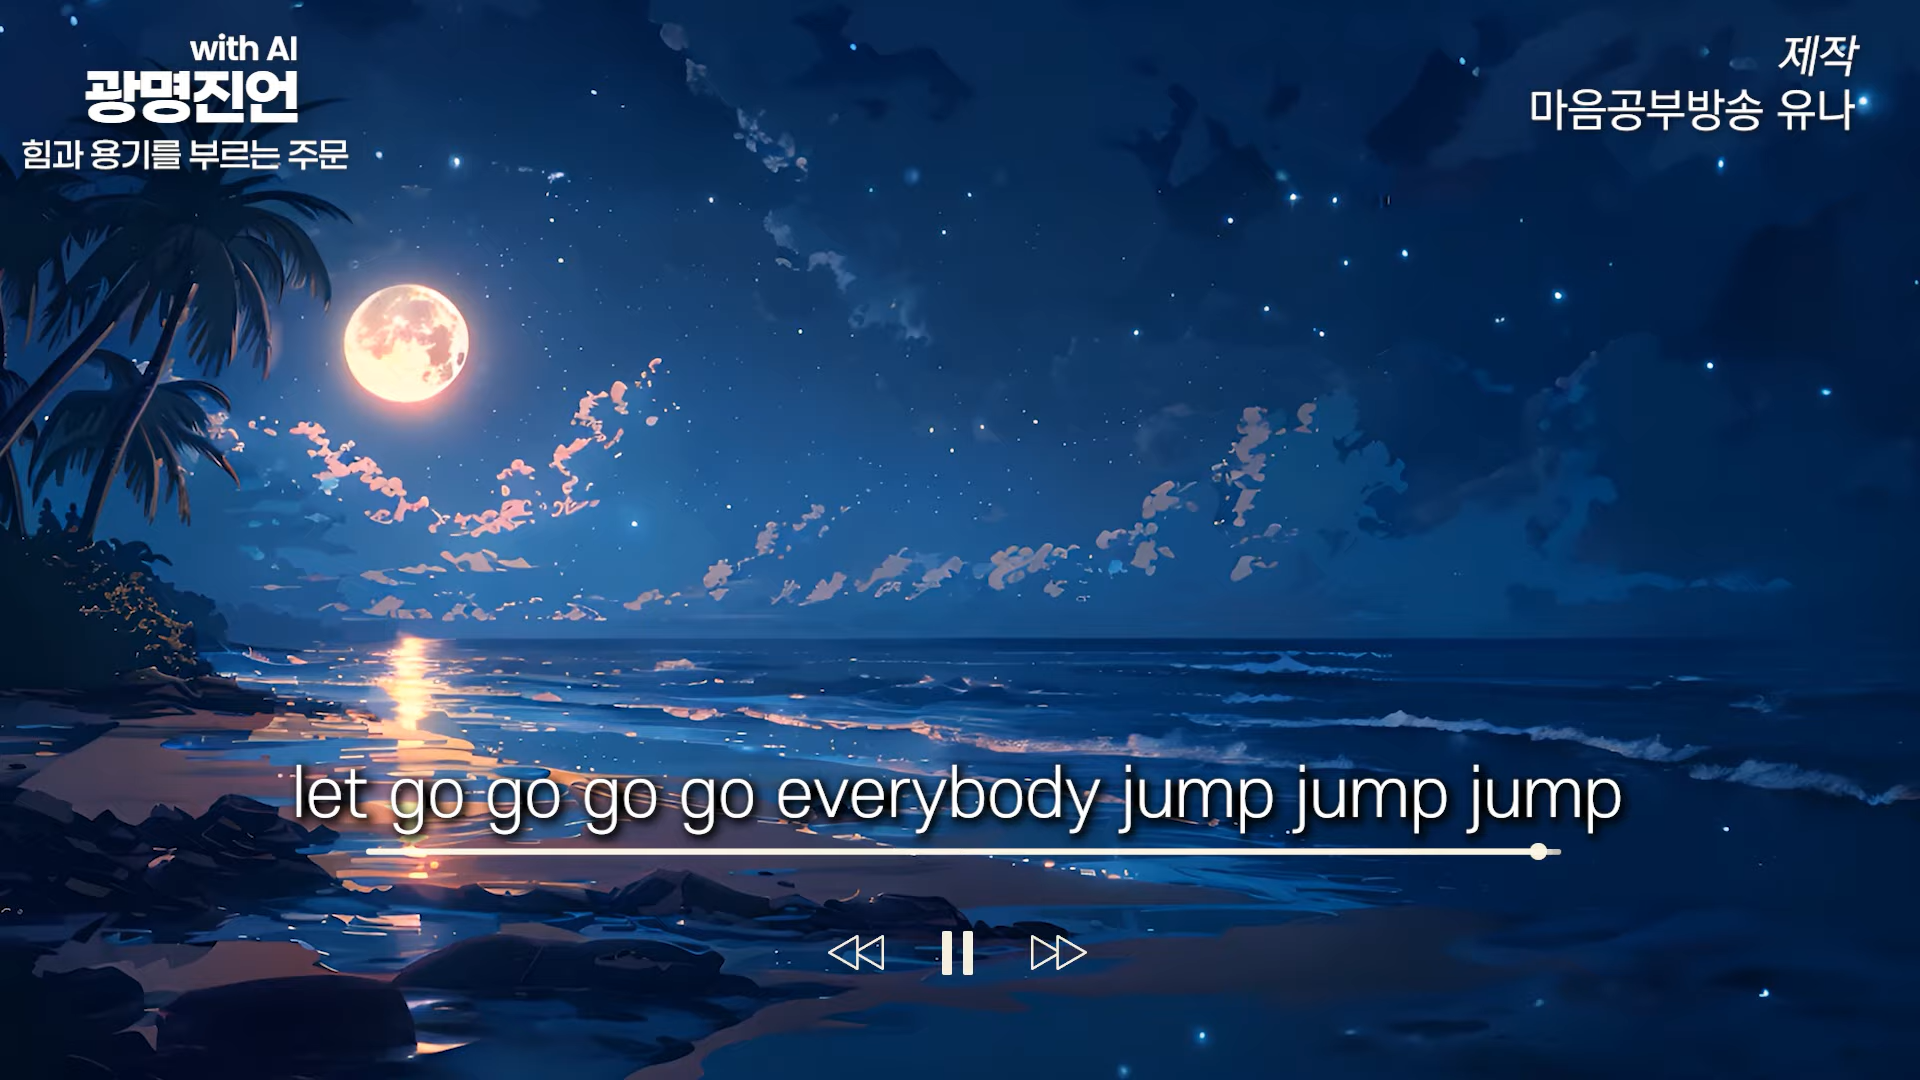 with AI
광명진언
힘과 용기를 부르는 주문
제작
마음공부방송 유나
let go go go go everybody jump jump jump